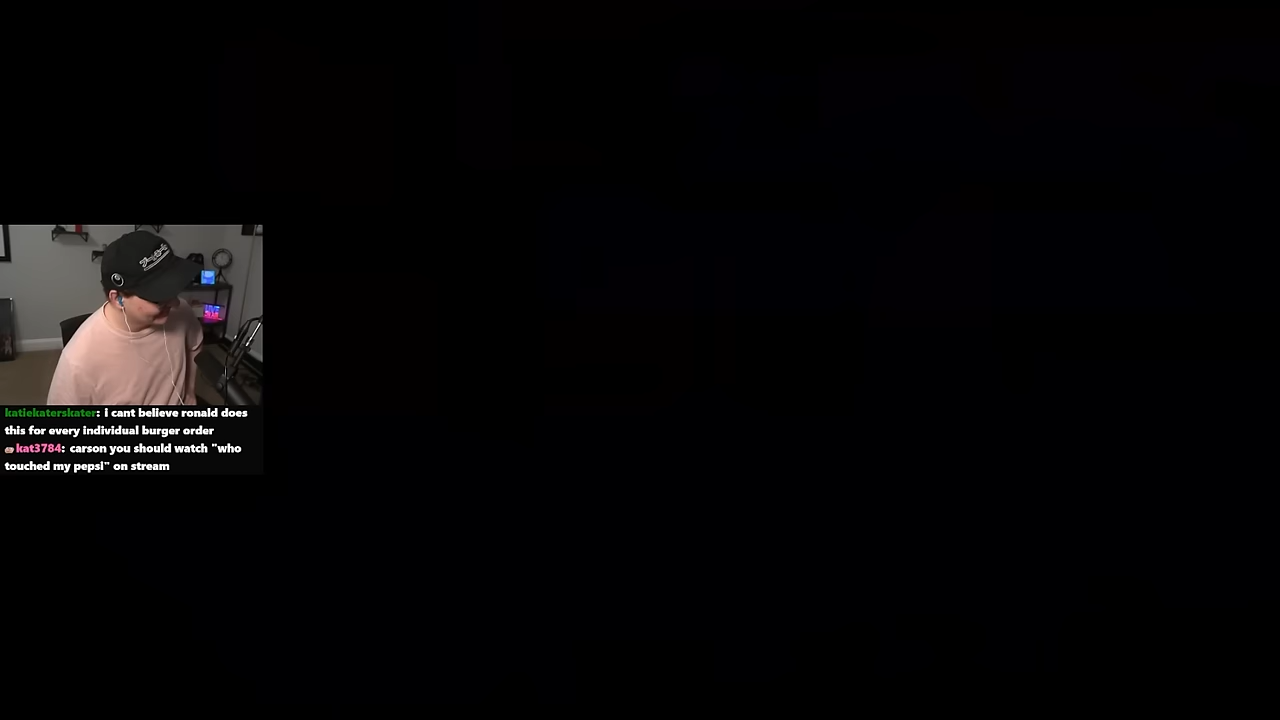 katiekaterskater: i cant believe ronald does
this for every individual burger order
kat3784: carson you should watch "who
touched my pepsi" on stream